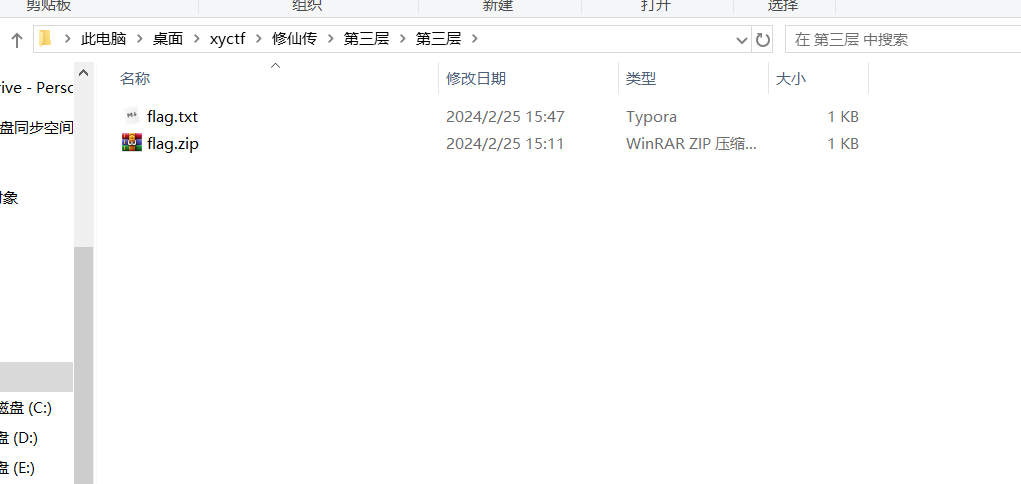 剪贴板 组织 新建 打开 选择
此电脑 桌面 xyctf 修仙传 第三层 第三层 在 第三层 中搜索
名称 修改日期 类型 大小
rive - Perso
flag.txt 2024/2/25 15:47 Typora 1 KB
盘同步空间
flag.zip 2024/2/25 15:11 WinRAR ZIP 压缩... 1 KB
对象
磁盘 (C:)
盘 (D:)
盘 (E:)